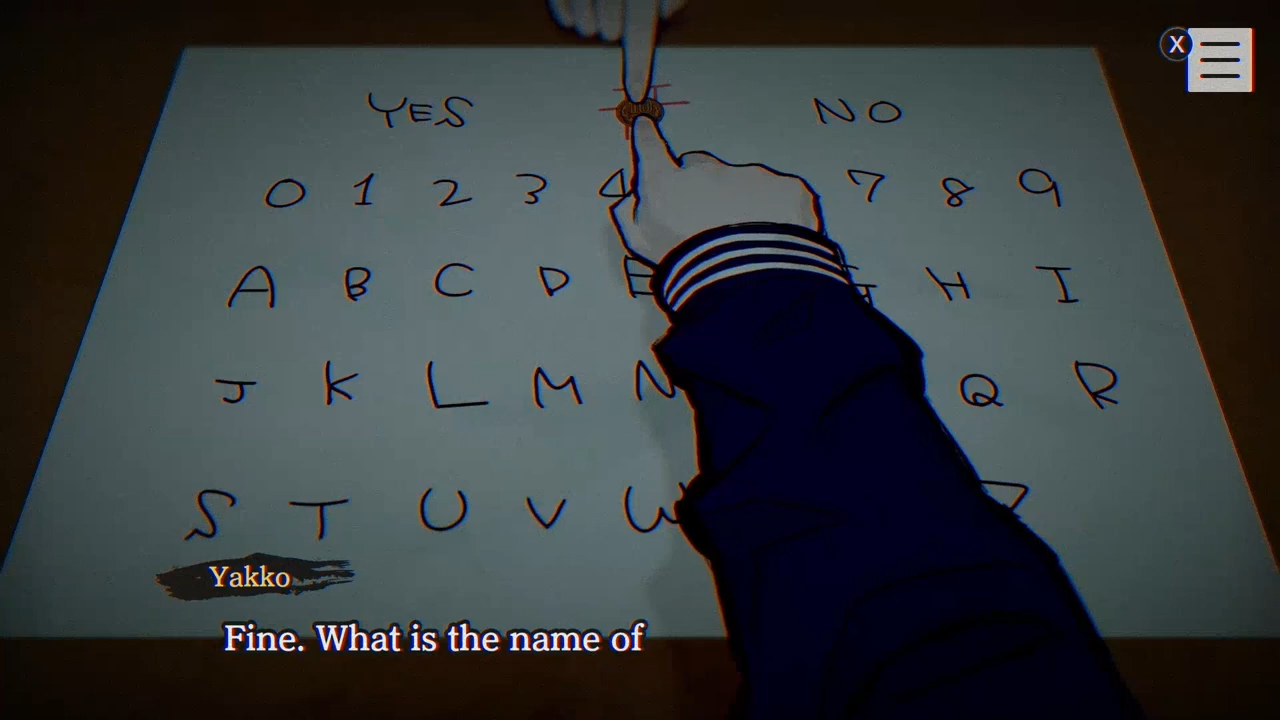 X
YES NO
0 1 2 3 4 7 8 9
A B C D E H I
J K L M N Q R
S T U V W
Yakko
Fine. What is the name of